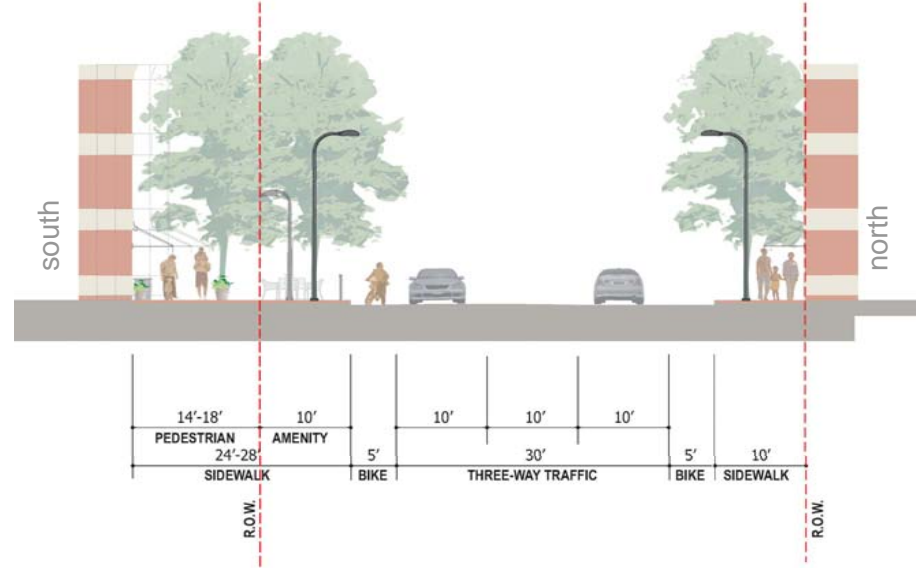 south
north
14'-18'
10'
10'
10'
10'
PEDESTRIAN
AMENITY
24'-28'
5'
30'
5'
10'
SIDEWALK
BIKE
THREE-WAY TRAFFIC
BIKE
SIDEWALK
R.O.W.
R.O.W.